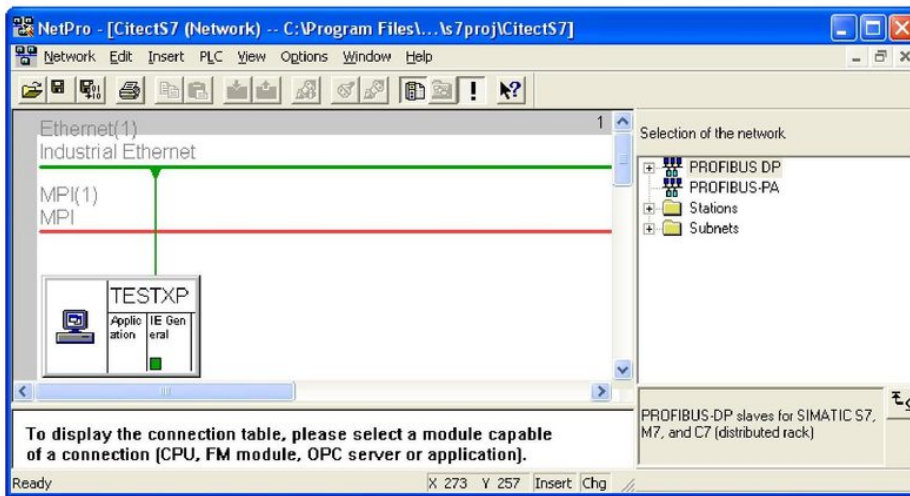 NetPro - [CitectS7 (Network) -- C:\Program Files\...\s7proj\CitectS7]
Network Edit Insert PLC View Options Window Help
Ethernet(1)
1
Industrial Ethernet
MPI(1)
MPI
TESTXP
Applic
ation
IE Gen
eral
Selection of the network
PROFIBUS DP
PROFIBUS-PA
Stations
Subnets
PROFIBUS-DP slaves for SIMATIC S7,
M7, and C7 (distributed rack)
To display the connection table, please select a module capable
of a connection (CPU, FM module, OPC server or application).
Ready
X 273 Y 257 Insert Chg